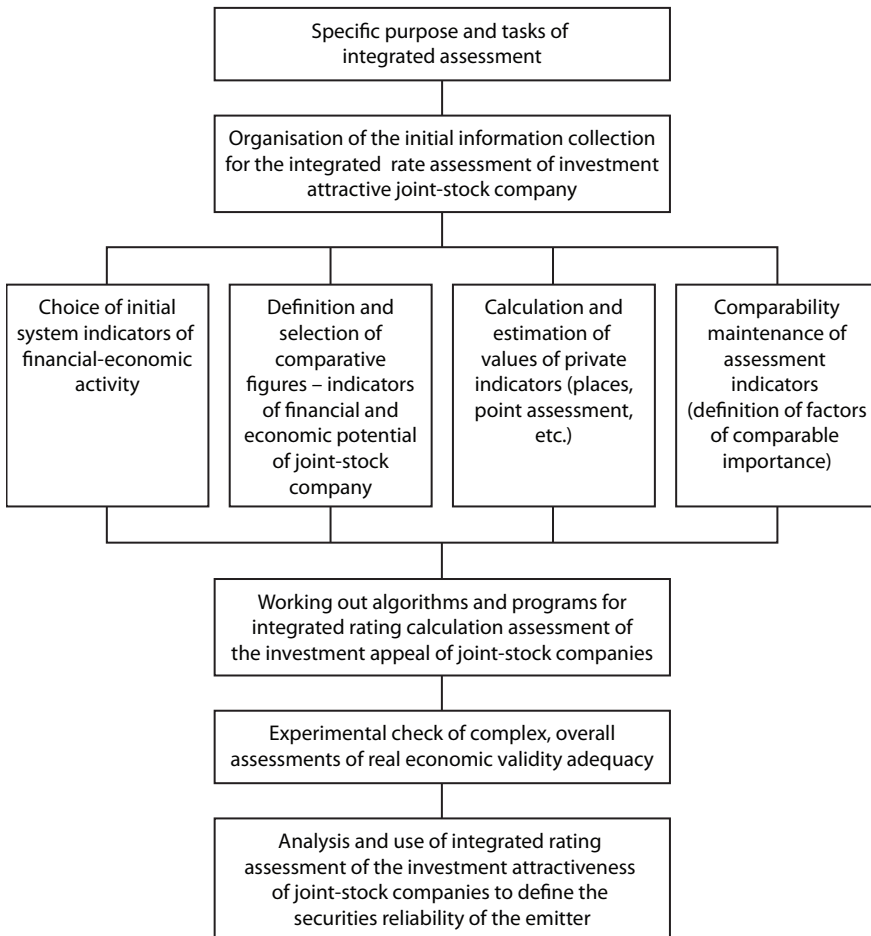 Specific purpose and tasks of
integrated assessment
Organisation of the initial information collection
for the integrated rate assessment of investment
attractive joint-stock company
Choice of initial
system indicators of
financial-economic
activity
Definition and
selection of
comparative
figures – indicators
of financial and
economic potential
of joint-stock
company
Calculation and
estimation of
values of private
indicators (places,
point assessment,
etc.)
Comparability
maintenance of
assessment
indicators
(definition of factors
of comparable
importance)
Working out algorithms and programs for
integrated rating calculation assessment of
the investment appeal of joint-stock companies
Experimental check of complex, overall
assessments of real economic validity adequacy
Analysis and use of integrated rating
assessment of the investment attractiveness
of joint-stock companies to define the
securities reliability of the emitter